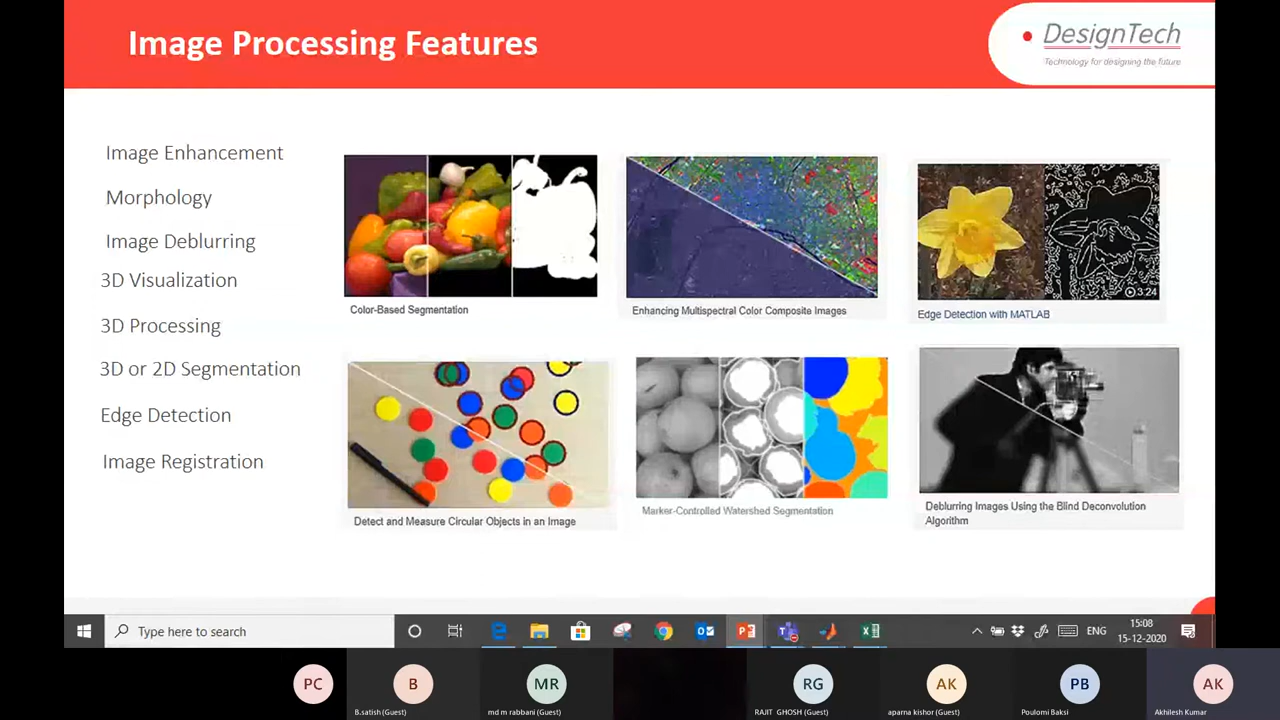 Image Processing Features
DesignTech
Technology for designing the future
Image Enhancement
Morphology
Image Deblurring
3D Visualization
3D Processing
3D or 2D Segmentation
Edge Detection
Image Registration
Color-Based Segmentation
Enhancing Multispectral Color Composite Images
3:24
Edge Detection with MATLAB
Detect and Measure Circular Objects in an Image
Marker-Controlled Watershed Segmentation
Deblurring Images Using the Blind Deconvolution
Algorithm
Type here to search
ENG
15:08
15-12-2020
PC
B
B.satish (Guest)
MR
md m rabbani (Guest)
RG
RAJIT GHOSH (Guest)
AK
aparna kishor (Guest)
PB
Poulomi Baksi
AK
Akhilesh Kumar